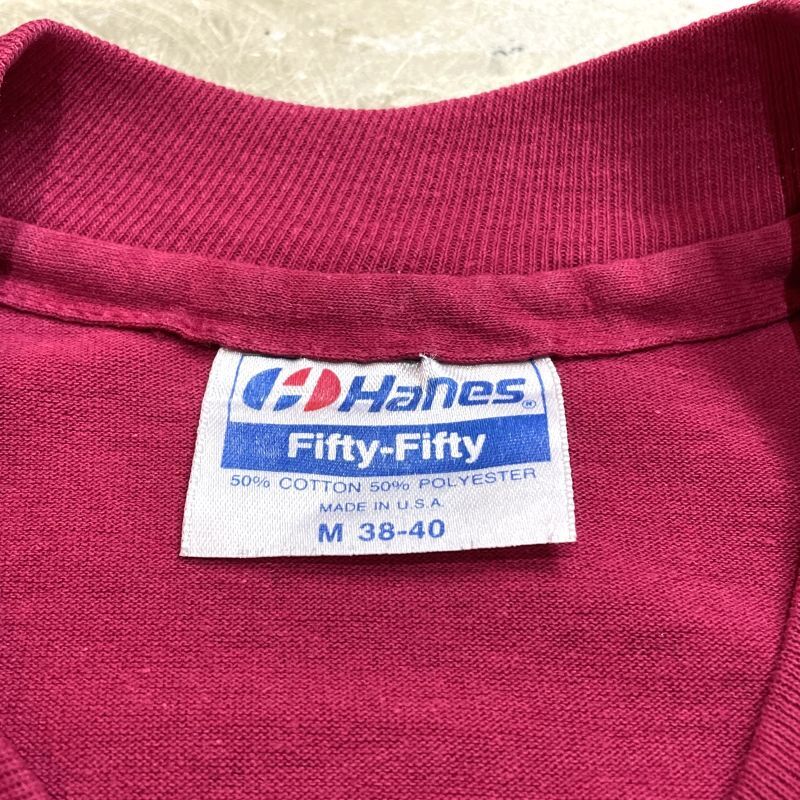 Hanes®
Fifty-Fifty
50% COTTON 50% POLYESTER
MADE IN U.S.A.
M 38-40